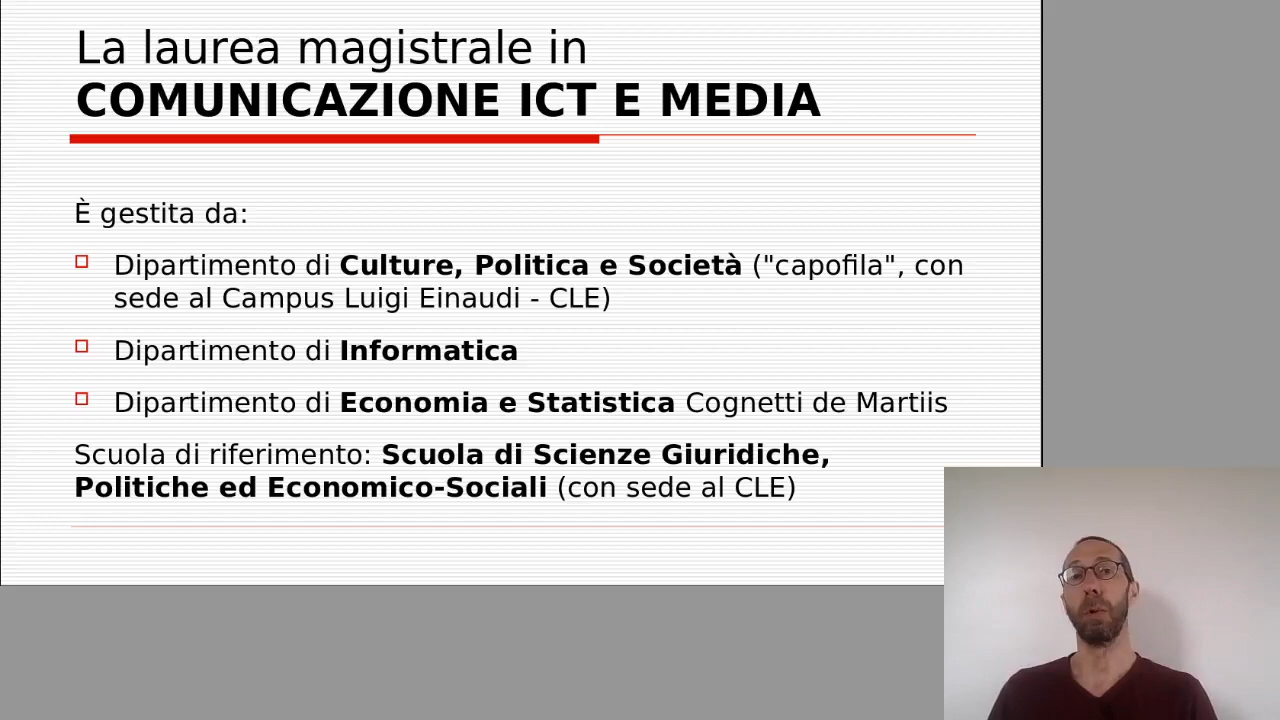 La laurea magistrale in
COMUNICAZIONE ICT E MEDIA
È gestita da:
Dipartimento di Culture, Politica e Società ("capofila", con
sede al Campus Luigi Einaudi - CLE)
Dipartimento di Informatica
Dipartimento di Economia e Statistica Cognetti de Martiis
Scuola di riferimento: Scuola di Scienze Giuridiche,
Politiche ed Economico-Sociali (con sede al CLE)